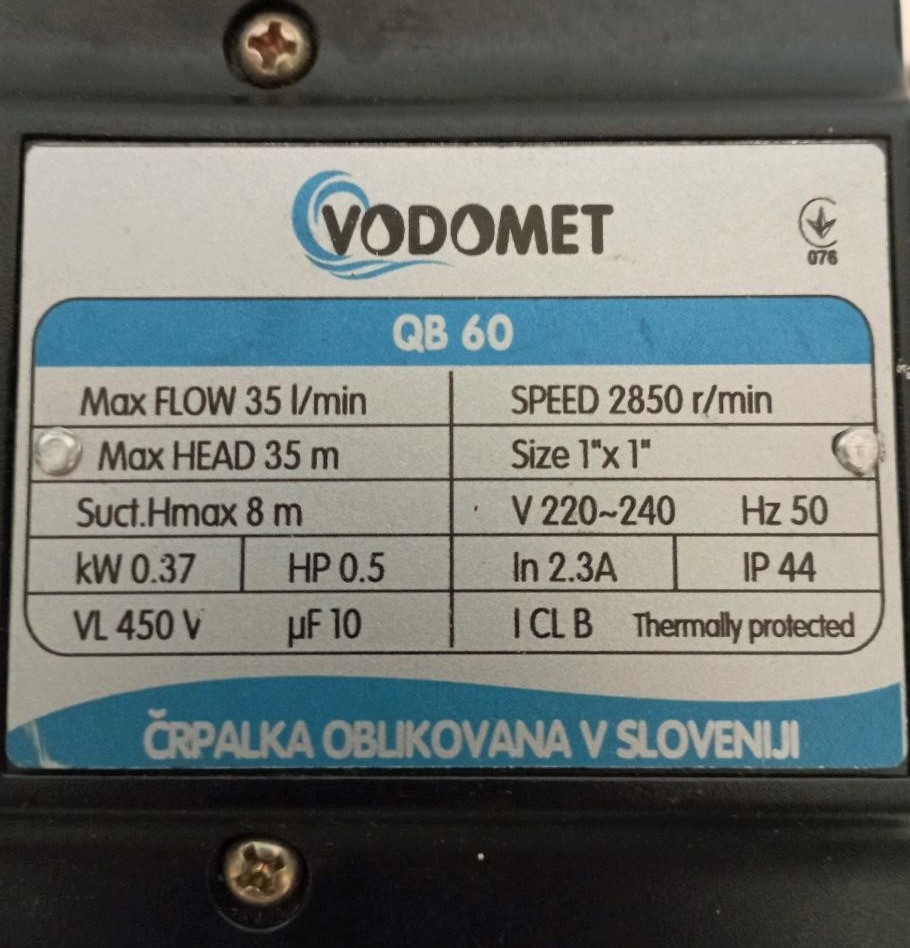 VODOMET
076
QB 60
Max FLOW 35 l/min SPEED 2850 r/min
Max HEAD 35 m Size 1"x 1"
Suct.Hmax 8 m V 220~240 Hz 50
kW 0.37 HP 0.5 In 2.3A IP 44
VL 450 V µF 10 I CL B Thermally protected
ČRPALKA OBLIKOVANA V SLOVENIJI